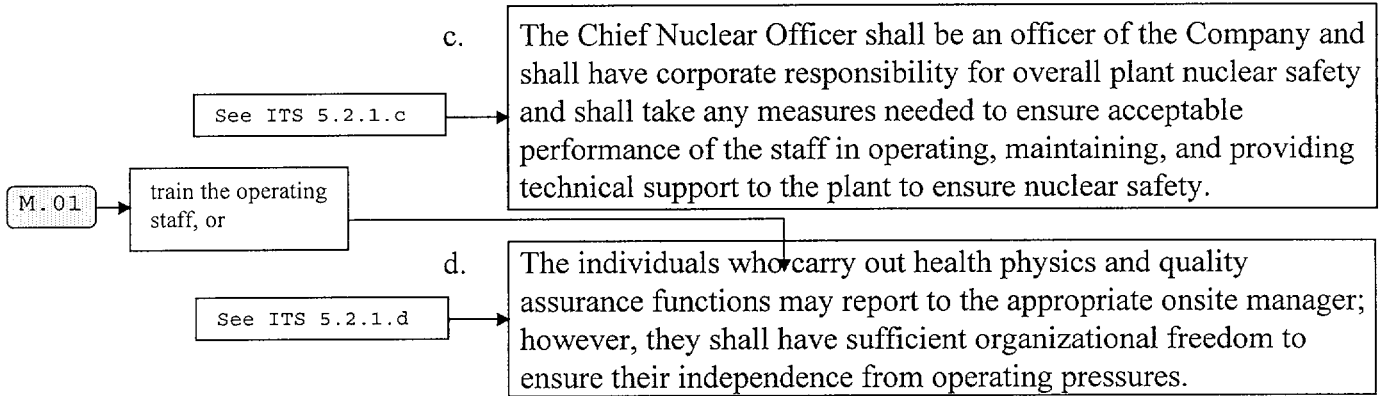 c.
The Chief Nuclear Officer shall be an officer of the Company and
shall have corporate responsibility for overall plant nuclear safety
and shall take any measures needed to ensure acceptable
performance of the staff in operating, maintaining, and providing
technical support to the plant to ensure nuclear safety.
See ITS 5.2.1.c
M.01
train the operating
staff, or
d.
The individuals who carry out health physics and quality
assurance functions may report to the appropriate onsite manager;
however, they shall have sufficient organizational freedom to
ensure their independence from operating pressures.
See ITS 5.2.1.d